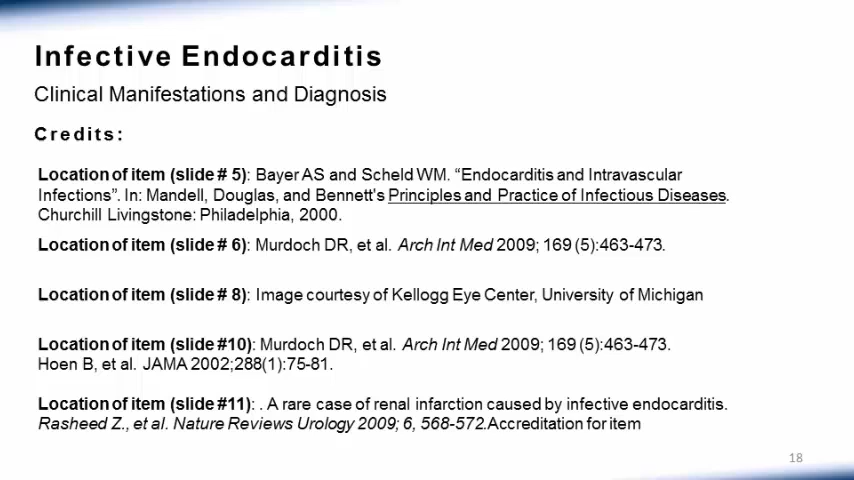 Infective Endocarditis
Clinical Manifestations and Diagnosis
Credits:
Location of item (slide # 5): Bayer AS and Scheld WM. “Endocarditis and Intravascular
Infections”. In: Mandell, Douglas, and Bennett's Principles and Practice of Infectious Diseases.
Churchill Livingstone: Philadelphia, 2000.
Location of item (slide # 6): Murdoch DR, et al. Arch Int Med 2009; 169 (5):463-473.
Location of item (slide # 8): Image courtesy of Kellogg Eye Center, University of Michigan
Location of item (slide #10): Murdoch DR, et al. Arch Int Med 2009; 169 (5):463-473.
Hoen B, et al. JAMA 2002;288(1):75-81.
Location of item (slide #11): . A rare case of renal infarction caused by infective endocarditis.
Rasheed Z., et al. Nature Reviews Urology 2009; 6, 568-572.Accreditation for item
18